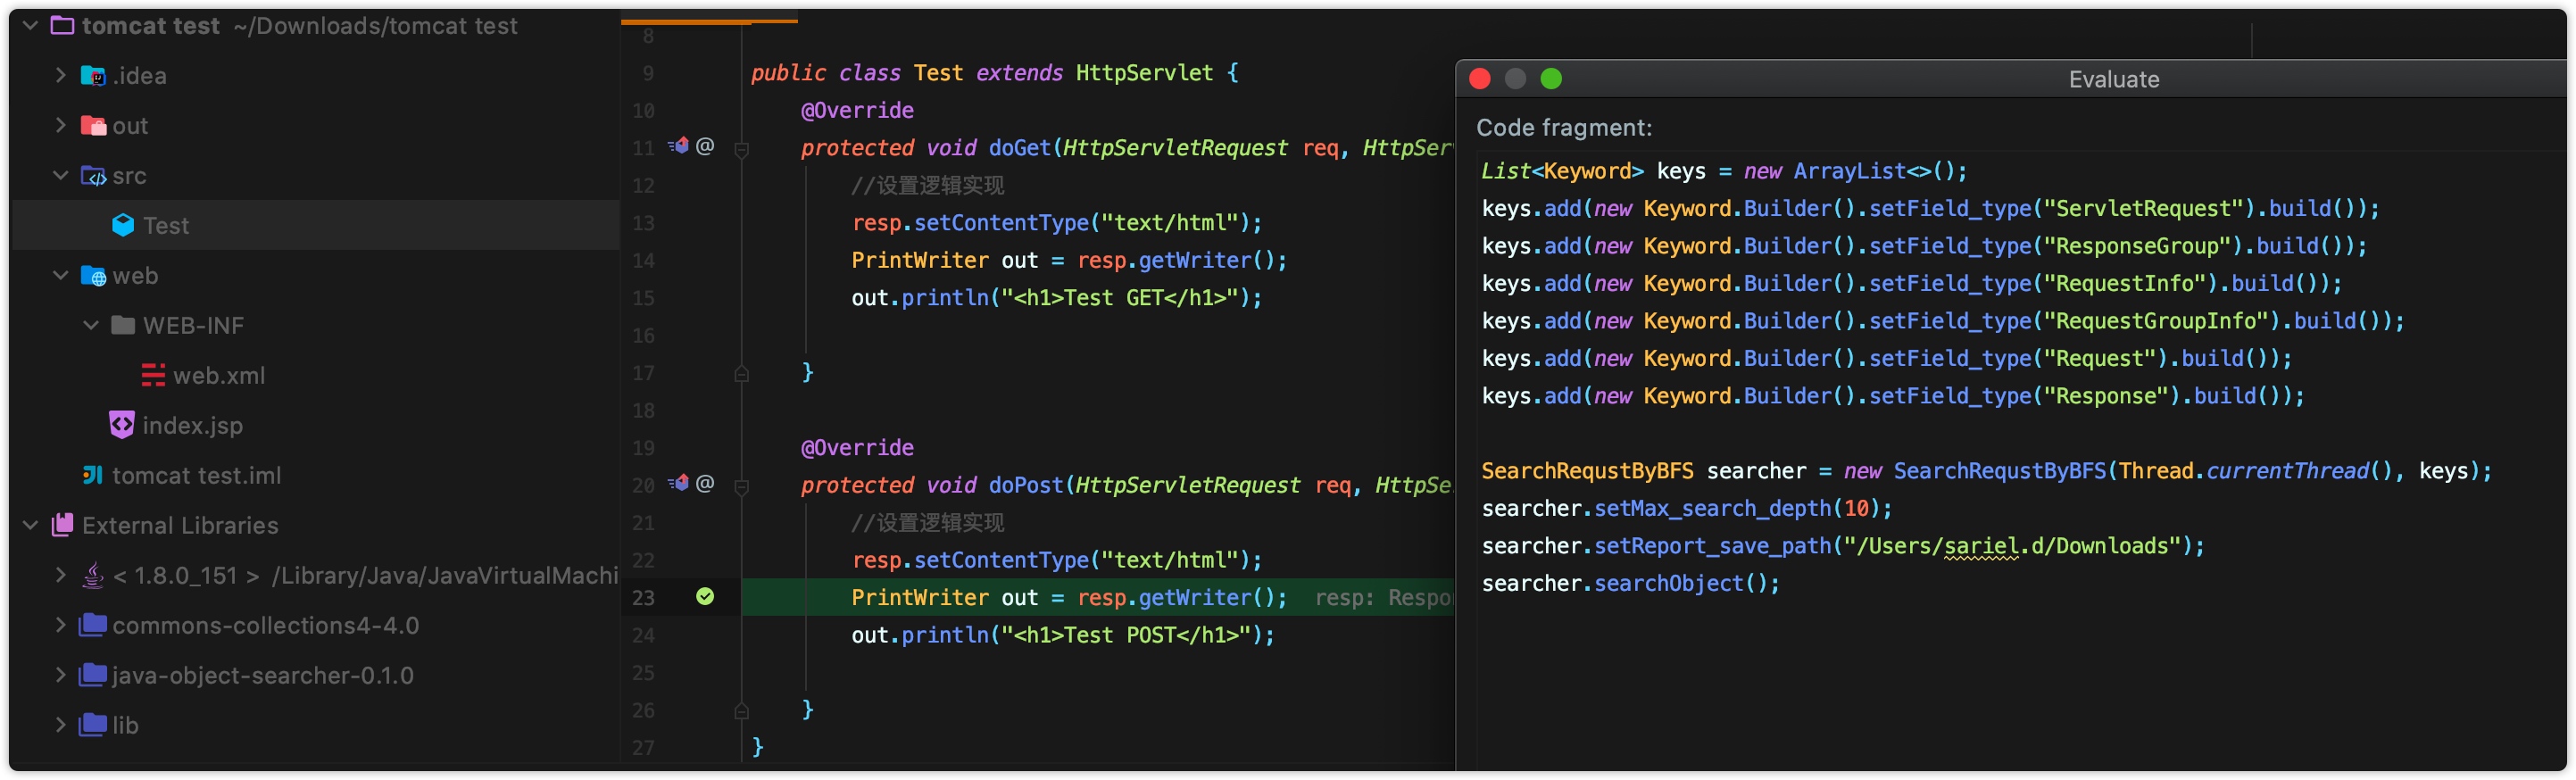 tomcat test ~/Downloads/tomcat test
.idea
out
src
Test
web
WEB-INF
web.xml
index.jsp
tomcat test.iml
External Libraries
< 1.8.0_151 > /Library/Java/JavaVirtualMachi
commons-collections4-4.0
java-object-searcher-0.1.0
lib
8
9 public class Test extends HttpServlet {
10 @Override
11 @ protected void doGet(HttpServletRequest req, HttpSer
12 //设置逻辑实现
13 resp.setContentType("text/html");
14 PrintWriter out = resp.getWriter();
15 out.println("<h1>Test GET</h1>");
16
17 }
18
19 @Override
20 @ protected void doPost(HttpServletRequest req, HttpSe
21 //设置逻辑实现
22 resp.setContentType("text/html");
23 PrintWriter out = resp.getWriter(); resp: Respo
24 out.println("<h1>Test POST</h1>");
25
26 }
27 }
Evaluate
Code fragment:
List<Keyword> keys = new ArrayList<>();
keys.add(new Keyword.Builder().setField_type("ServletRequest").build());
keys.add(new Keyword.Builder().setField_type("ResponseGroup").build());
keys.add(new Keyword.Builder().setField_type("RequestInfo").build());
keys.add(new Keyword.Builder().setField_type("RequestGroupInfo").build());
keys.add(new Keyword.Builder().setField_type("Request").build());
keys.add(new Keyword.Builder().setField_type("Response").build());
SearchRequstByBFS searcher = new SearchRequstByBFS(Thread.currentThread(), keys);
searcher.setMax_search_depth(10);
searcher.setReport_save_path("/Users/sariel.d/Downloads");
searcher.searchObject();